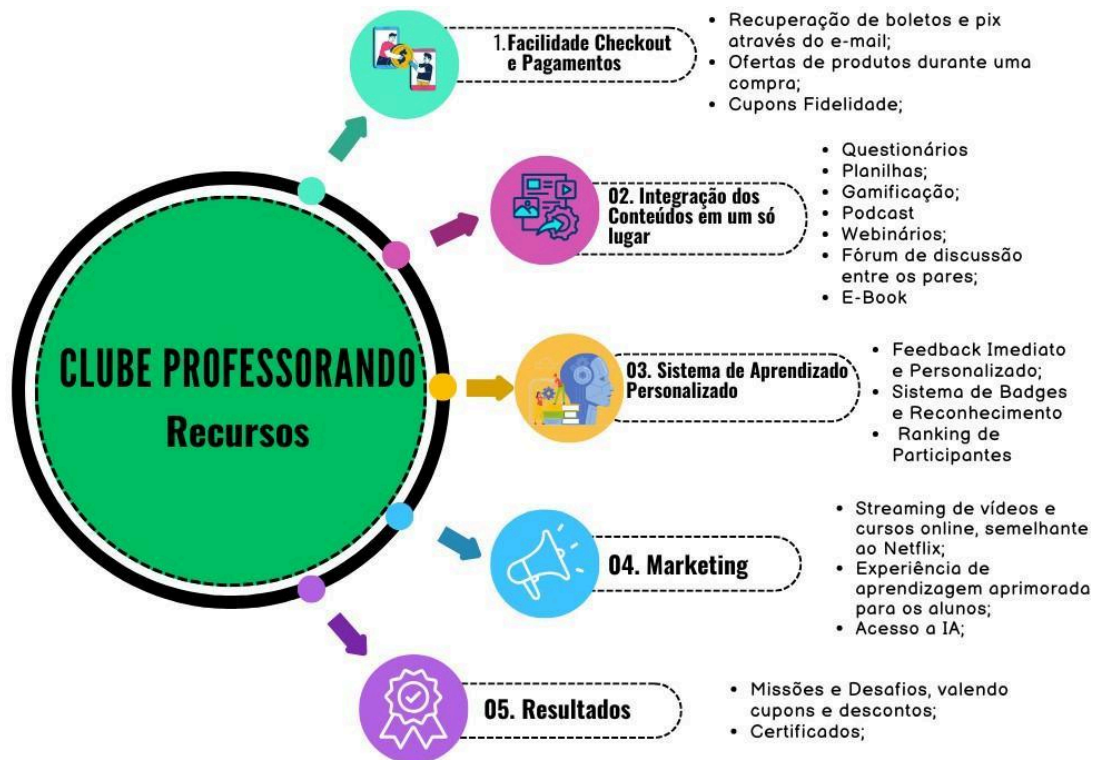 CLUBE PROFESSORANDO
Recursos
1.Facilidade Checkout
e Pagamentos
• Recuperação de boletos e pix
através do e-mail;
• Ofertas de produtos durante uma
compra;
• Cupons Fidelidade;
02. Integração dos
Conteúdos em um só
lugar
• Questionários
• Planilhas;
• Gamificação;
• Podcast
• Webinários;
• Fórum de discussão
entre os pares;
• E-Book
03. Sistema de Aprendizado
Personalizado
• Feedback Imediato
e Personalizado;
• Sistema de Badges
e Reconhecimento
• Ranking de
Participantes
04. Marketing
• Streaming de vídeos e
cursos online, semelhante
ao Netflix;
• Experiência de
aprendizagem aprimorada
para os alunos;
• Acesso a IA;
05. Resultados
• Missões e Desafios, valendo
cupons e descontos;
• Certificados;